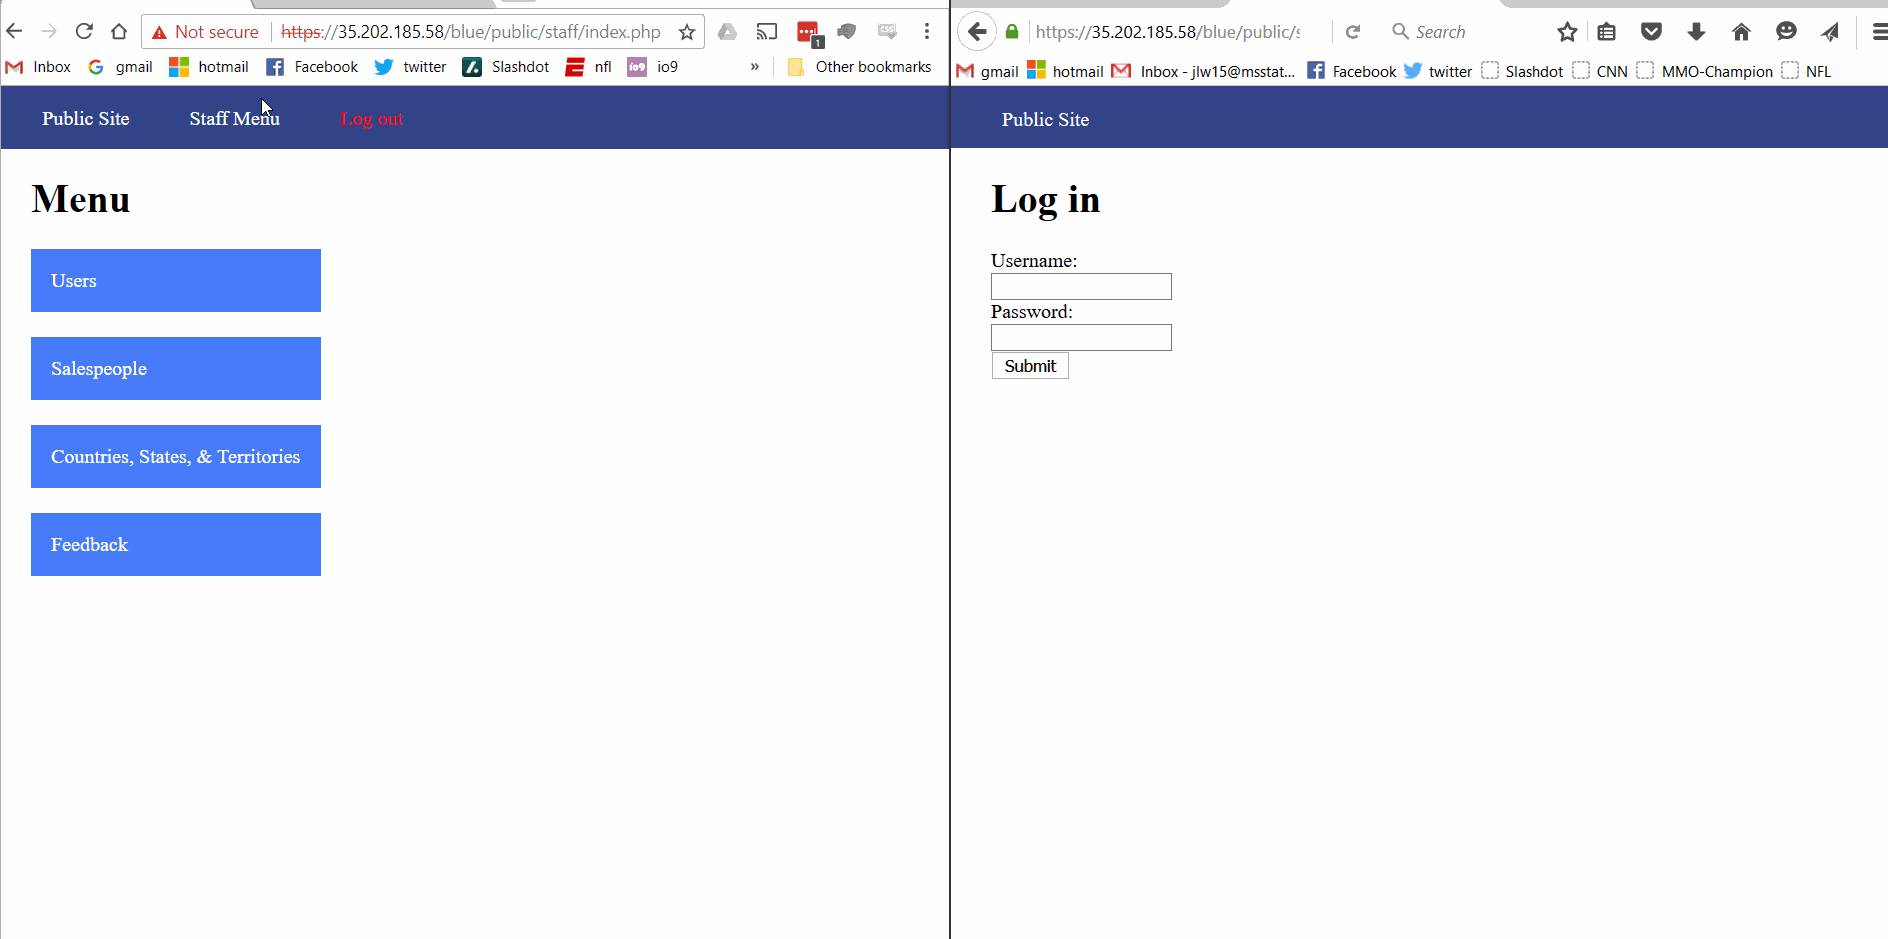 Not secure https://35.202.185.58/blue/public/staff/index.php
1
Inbox gmail hotmail Facebook twitter Slashdot nfl io9 io9 » Other bookmarks
Public Site Staff Menu Log out
Menu
Users
Salespeople
Countries, States, & Territories
Feedback
https://35.202.185.58/blue/public/s Search
gmail hotmail Inbox - jlw15@msstat... Facebook twitter Slashdot CNN MMO-Champion NFL
Public Site
Log in
Username:
Password:
Submit